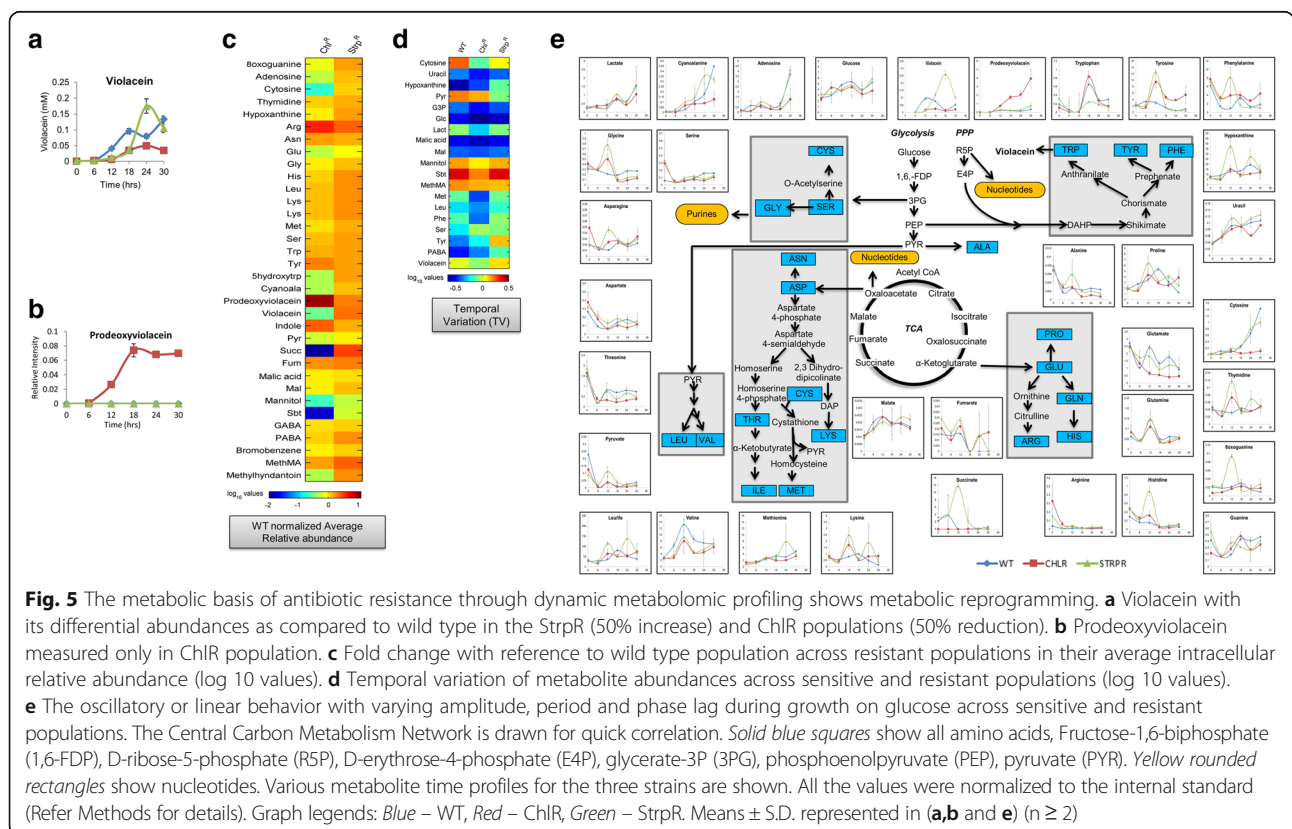 a
Violacein
Violacein (mM)
0.25
0.2
0.15
0.1
0.05
0
0 6 12 18 24 30
Time (hrs)
b
Prodeoxyviolacein
Relative Intensity
0.12
0.1
0.08
0.06
0.04
0.02
0
0 6 12 18 24 30
Time (hrs)
c
Chl R Strp R
8oxoguanine
Adenosine
Cytosine
Thymidine
Hypoxanthine
Arg
Asn
Glu
Gly
His
Leu
Lys
Met
Ser
Trp
Tyr
5hydroxytrp
Cyanoala
Prodeoxyviolacein
Violacein
Indole
Pyr
Succ
Fum
Malic acid
Mal
Mannitol
Sbt
GABA
PABA
Bromobenzene
MethMA
Methylhyndantoin
log10 values
-2 -1 0 1
WT normalized Average
Relative abundance
d
WT Chl R Strp R
Cytosine
Uracil
Hypoxanthine
Pyr
G3P
Glc
Lact
Malic acid
Mal
Mannitol
Sbt
MethMA
Met
Leu
Phe
Ser
Tyr
PABA
Violacein
log10 values
-0.5 0 0.5
Temporal
Variation (TV)
e
Lactate
Cyanoalanine
Adenosine
Glucose
Prodeoxyviolacein
Tryptophan
Tyrosine
Phenylalanine
Glycine
Serine
Hypoxanthine
Asparagine
Uracil
Alanine
Proline
Aspartate
Cytosine
Glutamate
Threonine
Thymidine
Malate
Fumarate
Glutamine
Pyruvate
8oxoguanine
Succinate
Arginine
Histidine
Guanine
Leu/Ile
Valine
Methionine
Lysine
Glycolysis
PPP
Glucose
1,6,-FDP
3PG
PEP
PYR
R5P
E4P
Nucleotides
Violacein
TRP
TYR
PHE
Anthranilate
Prephenate
Chorismate
DAHP
Shikimate
CYS
O-Acetylserine
GLY
SER
Purines
ALA
Nucleotides
Acetyl CoA
Oxaloacetate
Citrate
Malate
Isocitrate
Fumarate
TCA
Oxalosuccinate
Succinate
α-Ketoglutarate
ASN
ASP
Aspartate
4-phosphate
Aspartate
4-semialdehyde
Homoserine
2,3 Dihydro-
dipicolinate
Homoserine
4-phosphate
CYS
DAP
THR
Cystathione
LYS
α-Ketobutyrate
PYR
Homocysteine
ILE
MET
PYR
LEU
VAL
PRO
GLU
Ornithine
GLN
Citrulline
ARG
HIS
WT CHLR STRPR
Fig. 5 The metabolic basis of antibiotic resistance through dynamic metabolomic profiling shows metabolic reprogramming. a Violacein with
its differential abundances as compared to wild type in the StrpR (50% increase) and ChlR populations (50% reduction). b Prodeoxyviolacein
measured only in ChlR population. c Fold change with reference to wild type population across resistant populations in their average intracellular
relative abundance (log 10 values). d Temporal variation of metabolite abundances across sensitive and resistant populations (log 10 values).
e The oscillatory or linear behavior with varying amplitude, period and phase lag during growth on glucose across sensitive and resistant
populations. The Central Carbon Metabolism Network is drawn for quick correlation. Solid blue squares show all amino acids, Fructose-1,6-biphosphate
(1,6-FDP), D-ribose-5-phosphate (R5P), D-erythrose-4-phosphate (E4P), glycerate-3P (3PG), phosphoenolpyruvate (PEP), pyruvate (PYR). Yellow rounded
rectangles show nucleotides. Various metabolite time profiles for the three strains are shown. All the values were normalized to the internal standard
(Refer Methods for details). Graph legends: Blue – WT, Red – ChlR, Green – StrpR. Means ± S.D. represented in (a,b and e) (n ≥ 2)